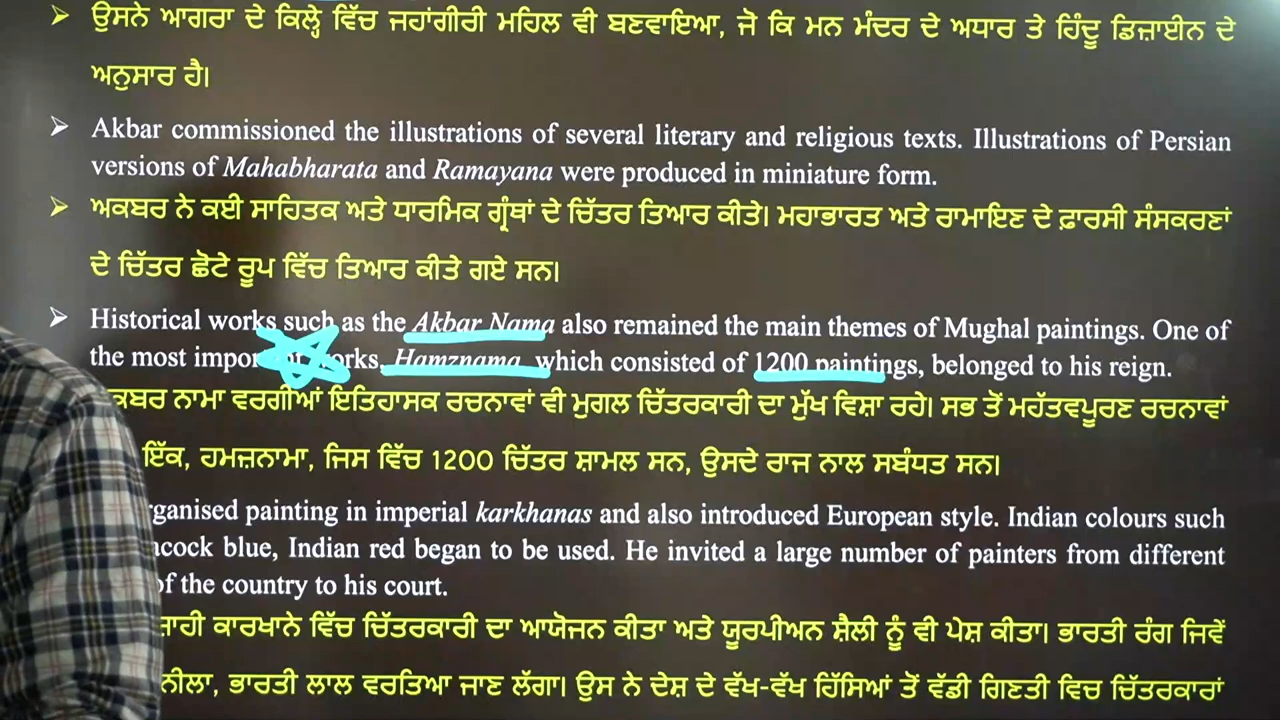 ➢ ਉਸਨੇ ਆਗਰਾ ਦੇ ਕਿਲ੍ਹੇ ਵਿੱਚ ਜਹਾਂਗੀਰੀ ਮਹਿਲ ਵੀ ਬਣਵਾਇਆ, ਜੋ ਕਿ ਮਨ ਮੰਦਰ ਦੇ ਅਧਾਰ ਤੇ ਹਿੰਦੂ ਡਿਜ਼ਾਈਨ ਦੇ
ਅਨੁਸਾਰ ਹੈ।
➢ Akbar commissioned the illustrations of several literary and religious texts. Illustrations of Persian
versions of Mahabharata and Ramayana were produced in miniature form.
➢ ਅਕਬਰ ਨੇ ਕਈ ਸਾਹਿਤਕ ਅਤੇ ਧਾਰਮਿਕ ਗ੍ਰੰਥਾਂ ਦੇ ਚਿੱਤਰ ਤਿਆਰ ਕੀਤੇ। ਮਹਾਭਾਰਤ ਅਤੇ ਰਾਮਾਇਣ ਦੇ ਫ਼ਾਰਸੀ ਸੰਸਕਰਣਾਂ
ਦੇ ਚਿੱਤਰ ਛੋਟੇ ਰੂਪ ਵਿੱਚ ਤਿਆਰ ਕੀਤੇ ਗਏ ਸਨ।
➢ Historical works such as the Akbar Nama also remained the main themes of Mughal paintings. One of
the most works, Hamznama, which consisted of 1200 paintings, belonged to his reign.
ਨਾਮਾ ਵਰਗੀਆਂ ਇਤਿਹਾਸਕ ਰਚਨਾਵਾਂ ਵੀ ਮੁਗਲ ਚਿੱਤਰਕਾਰੀ ਦਾ ਮੁੱਖ ਵਿਸ਼ਾ ਰਹੇ। ਸਭ ਤੋਂ ਮਹੱਤਵਪੂਰਣ ਰਚਨਾਵਾਂ
ਇੱਕ, ਹਮਜ਼ਨਾਮਾ, ਜਿਸ ਵਿੱਚ 1200 ਚਿੱਤਰ ਸ਼ਾਮਲ ਸਨ, ਉਸਦੇ ਰਾਜ ਨਾਲ ਸਬੰਧਤ ਸਨ।
painting in imperial karkhanas and also introduced European style. Indian colours such
blue, Indian red began to be used. He invited a large number of painters from different
of the country to his court.
ਕਾਰਖਾਨੇ ਵਿੱਚ ਚਿੱਤਰਕਾਰੀ ਦਾ ਆਯੋਜਨ ਕੀਤਾ ਅਤੇ ਯੂਰਪੀਅਨ ਸ਼ੈਲੀ ਨੂੰ ਵੀ ਪੇਸ਼ ਕੀਤਾ। ਭਾਰਤੀ ਰੰਗ ਜਿਵੇਂ
ਨੀਲਾ, ਭਾਰਤੀ ਲਾਲ ਵਰਤਿਆ ਜਾਣ ਲੱਗਾ। ਉਸ ਨੇ ਦੇਸ਼ ਦੇ ਵੱਖ-ਵੱਖ ਹਿੱਸਿਆਂ ਤੋਂ ਵੱਡੀ ਗਿਣਤੀ ਵਿਚ ਚਿੱਤਰਕਾਰਾਂ